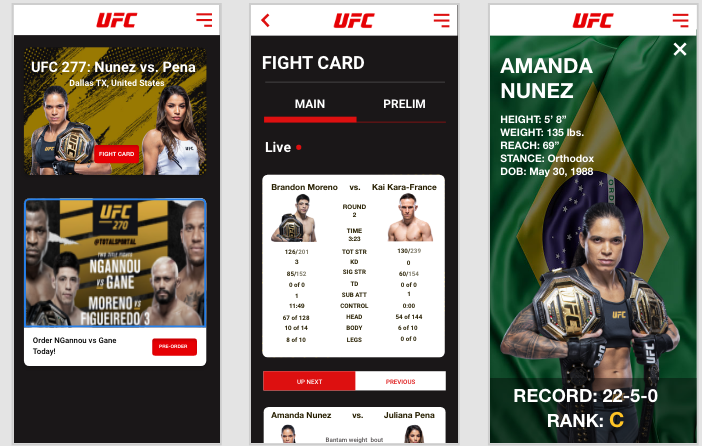 UFC
UFC 277: Nunez vs. Pena
Dallas TX, United States
UFC
FIGHT CARD
UFC
270
@TOTALSPORTAL
TWO TITLE FIGHTS
NGANNOU
VS GANE
MORENO
VS
FIGUEIREDO 3
Order NGannou vs Gane
Today!
PRE-ORDER
UFC
FIGHT CARD
MAIN PRELIM
Live
Brandon Moreno vs. Kai Kara-France
ROUND
2
TIME
3:23
126/201 TOT STR 130/239
3 KD 0
85/152 SIG STR 60/154
0 of 0 TD 0 of 0
1 SUB ATT 1
11:49 CONTROL 0:00
67 of 128 HEAD 54 of 144
10 of 14 BODY 6 of 10
8 of 10 LEGS 0 of 0
UP NEXT PREVIOUS
Amanda Nunez vs. Juliana Pena
Bantam weight bout
UFC
AMANDA
NUNEZ
HEIGHT: 5' 8"
WEIGHT: 135 lbs.
REACH: 69"
STANCE: Orthodox
DOB: May 30, 1988
UFC
RECORD: 22-5-0
RANK: C